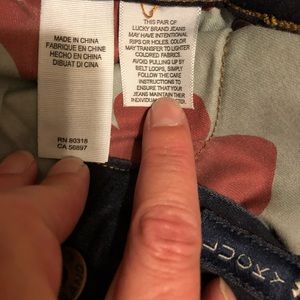 MADE IN CHINA
FABRIQUE EN CHINE
HECHO EN CHINA
DIBUAT DI CINA
RN 80318
CA 56897
THIS PAIR OF
LUCKY BRAND JEANS
MAY HAVE INTENTIONAL
RIPS OR HOLES. COLOR
MAY TRANSFER TO LIGHTER
COLORED FABRICS.
AVOID PULLING UP BY
BELT LOOPS, SIMPLY
FOLLOW THE CARE
INSTRUCTIONS TO
ENSURE THAT YOUR
JEANS MAINTAIN THEIR
LUCKY